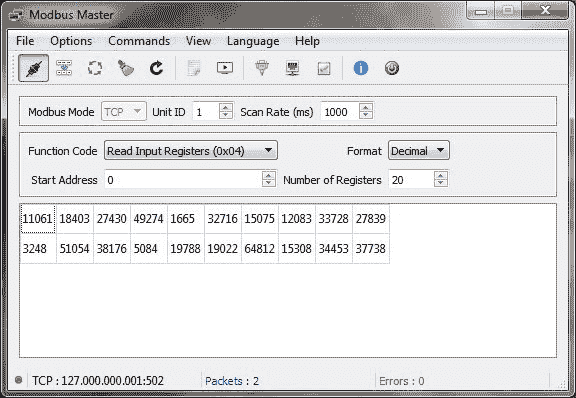 Modbus Master
File Options Commands View Language Help
Modbus Mode TCP Unit ID 1 Scan Rate (ms) 1000
Function Code Read Input Registers (0x04) Format Decimal
Start Address 0 Number of Registers 20
11061 18403 27430 49274 1665 32716 15075 12083 33728 27839
3248 51054 38176 5084 19788 19022 64812 15308 34453 37738
TCP : 127.000.000.001:502 Packets : 2 Errors : 0